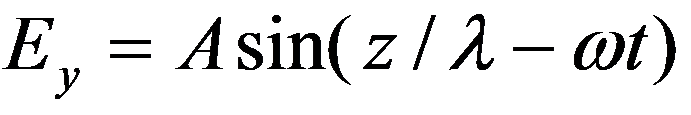 E_y = A sin( z / λ − ωt)